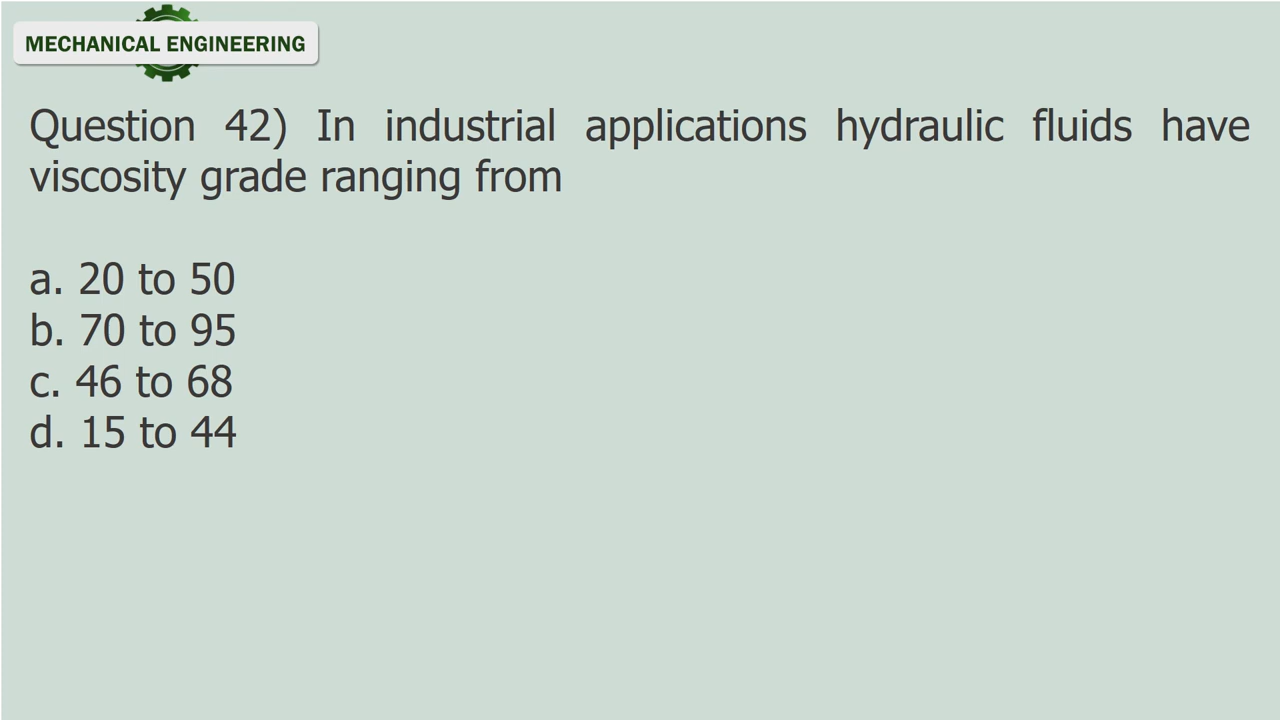 MECHANICAL ENGINEERING
Question 42) In industrial applications hydraulic fluids have
viscosity grade ranging from
a. 20 to 50
b. 70 to 95
c. 46 to 68
d. 15 to 44